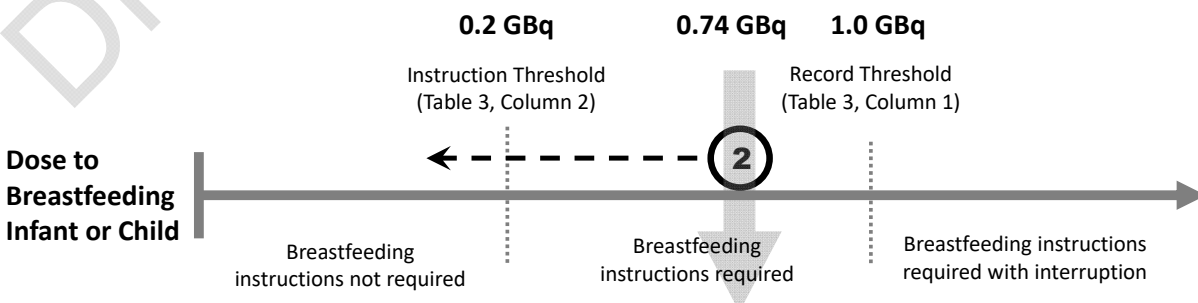 0.2 GBq 0.74 GBq 1.0 GBq
Instruction Threshold
(Table 3, Column 2)
Record Threshold
(Table 3, Column 1)
2
Dose to
Breastfeeding
Infant or Child
Breastfeeding
instructions not required
Breastfeeding
instructions required
Breastfeeding instructions
required with interruption